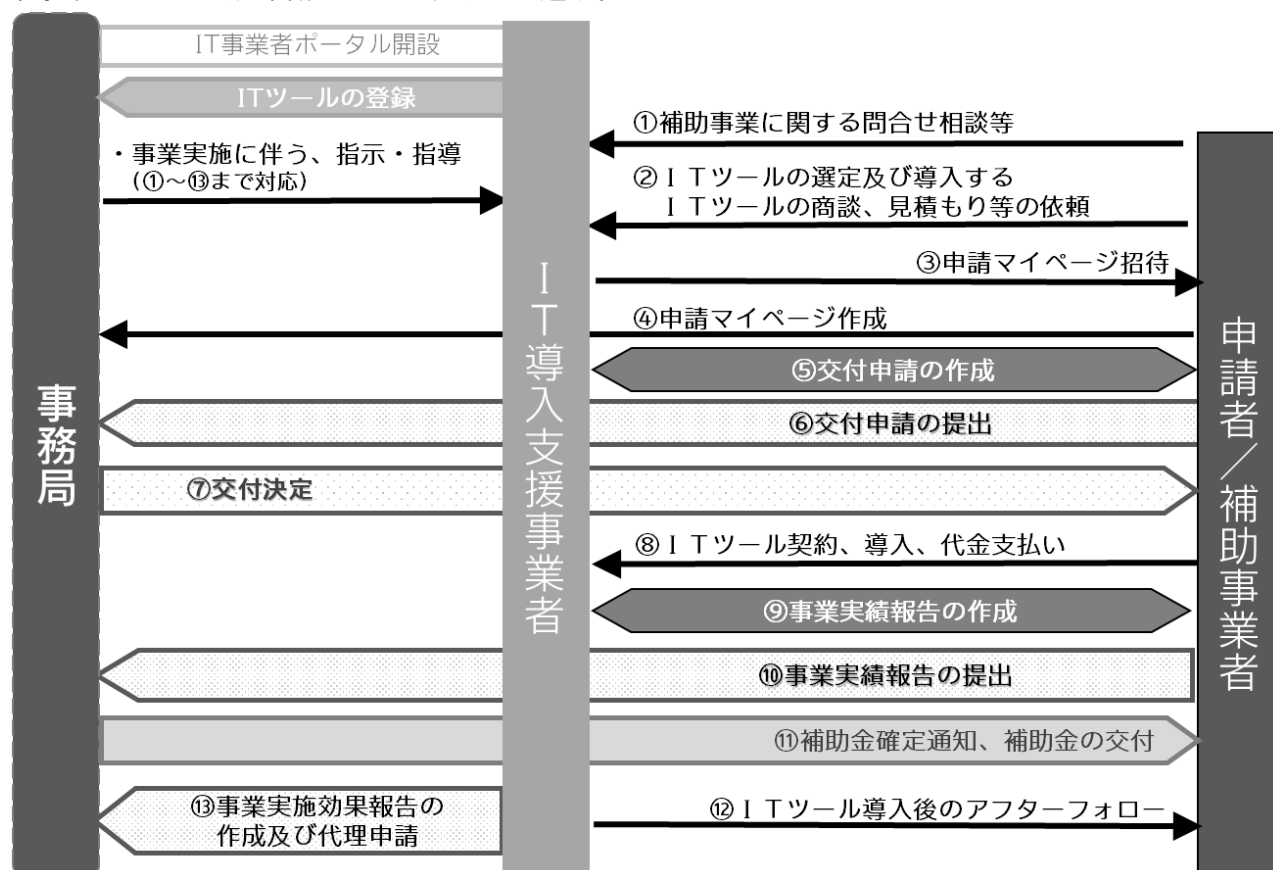 IT事業者ポータル開設
ITツールの登録
・事業実施に伴う、指示・指導
(①～⑬まで対応)
①補助事業に関する問合せ相談等
②ＩＴツールの選定及び導入する
ＩＴツールの商談、見積もり等の依頼
③申請マイページ招待
④申請マイページ作成
⑤交付申請の作成
⑥交付申請の提出
⑦交付決定
⑧ＩＴツール契約、導入、代金支払い
⑨事業実績報告の作成
⑩事業実績報告の提出
⑪補助金確定通知、補助金の交付
⑬事業実施効果報告の
作成及び代理申請
⑫ＩＴツール導入後のアフターフォロー
事務局
ＩＴ導入支援事業者
申請者／補助事業者